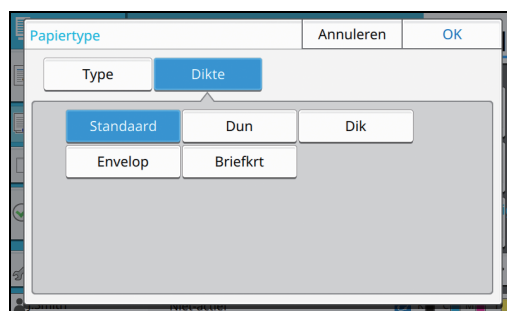 Papiertype Annuleren OK
Type Dikte
Standaard Dun Dik
Envelop Briefkrt